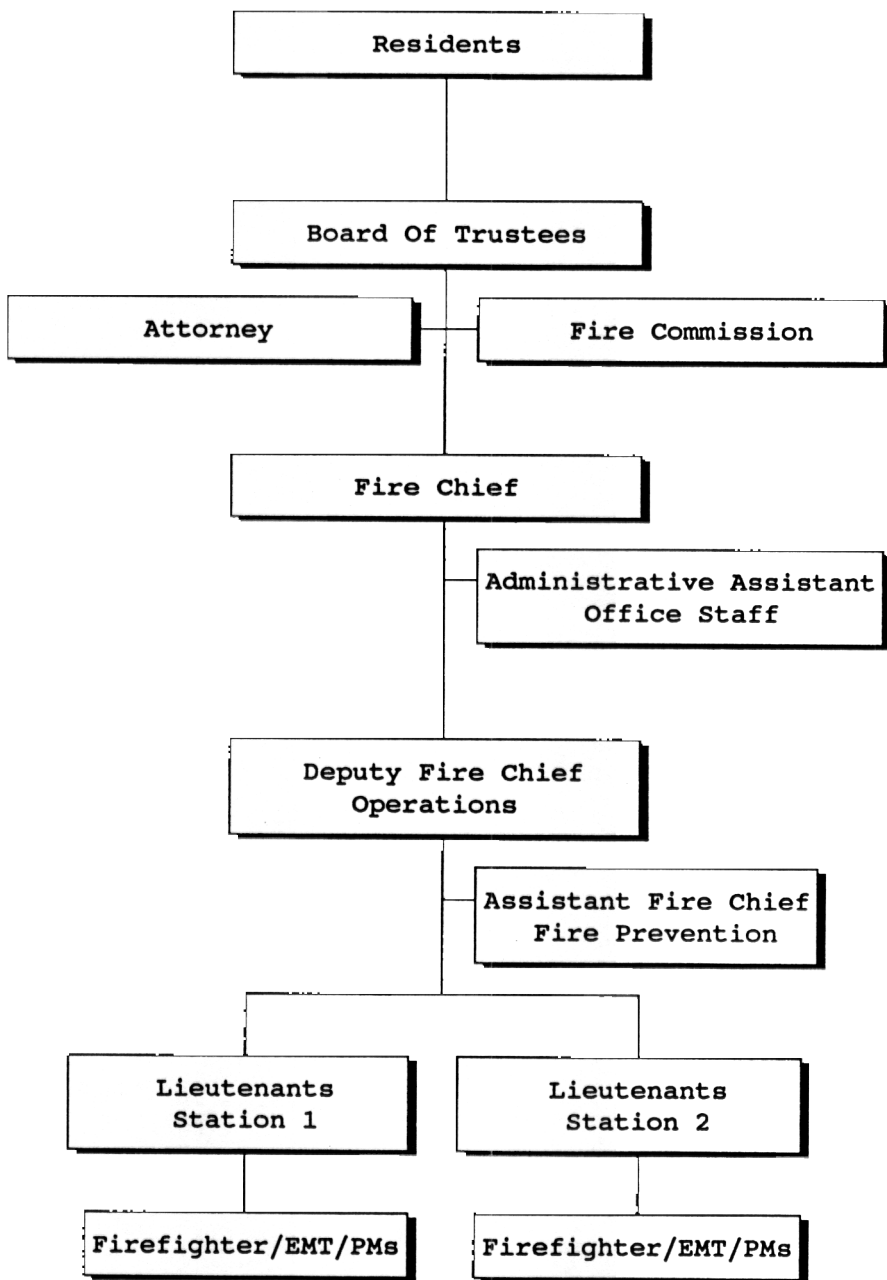 Residents
Board Of Trustees
Attorney
Fire Commission
Fire Chief
Administrative Assistant
Office Staff
Deputy Fire Chief
Operations
Assistant Fire Chief
Fire Prevention
Lieutenants
Station 1
Lieutenants
Station 2
Firefighter/EMT/PMs
Firefighter/EMT/PMs